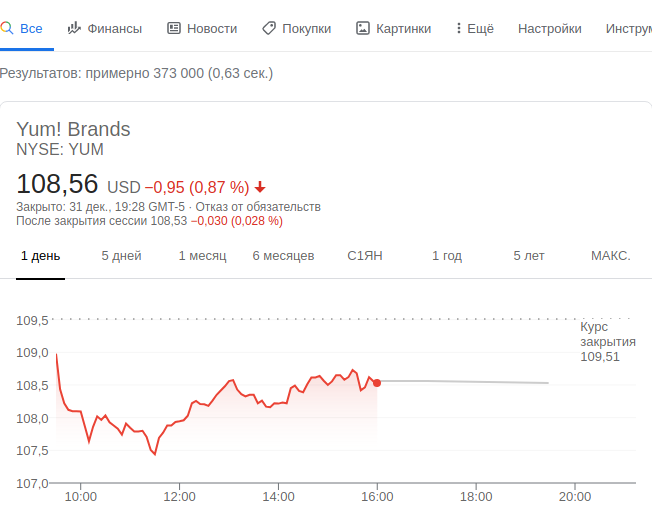 Все Финансы Новости Покупки Картинки Ещё Настройки Инструм
Результатов: примерно 373 000 (0,63 сек.)
Yum! Brands
NYSE: YUM
108,56 USD −0,95 (0,87 %)
Закрыто: 31 дек., 19:28 GMT-5 · Отказ от обязательств
После закрытия сессии 108,53 −0,030 (0,028 %)
1 день 5 дней 1 месяц 6 месяцев С1ЯН 1 год 5 лет МАКС.
109,5
Курс
закрытия
109,51
109,0
108,5
108,0
107,5
107,0
10:00 12:00 14:00 16:00 18:00 20:00